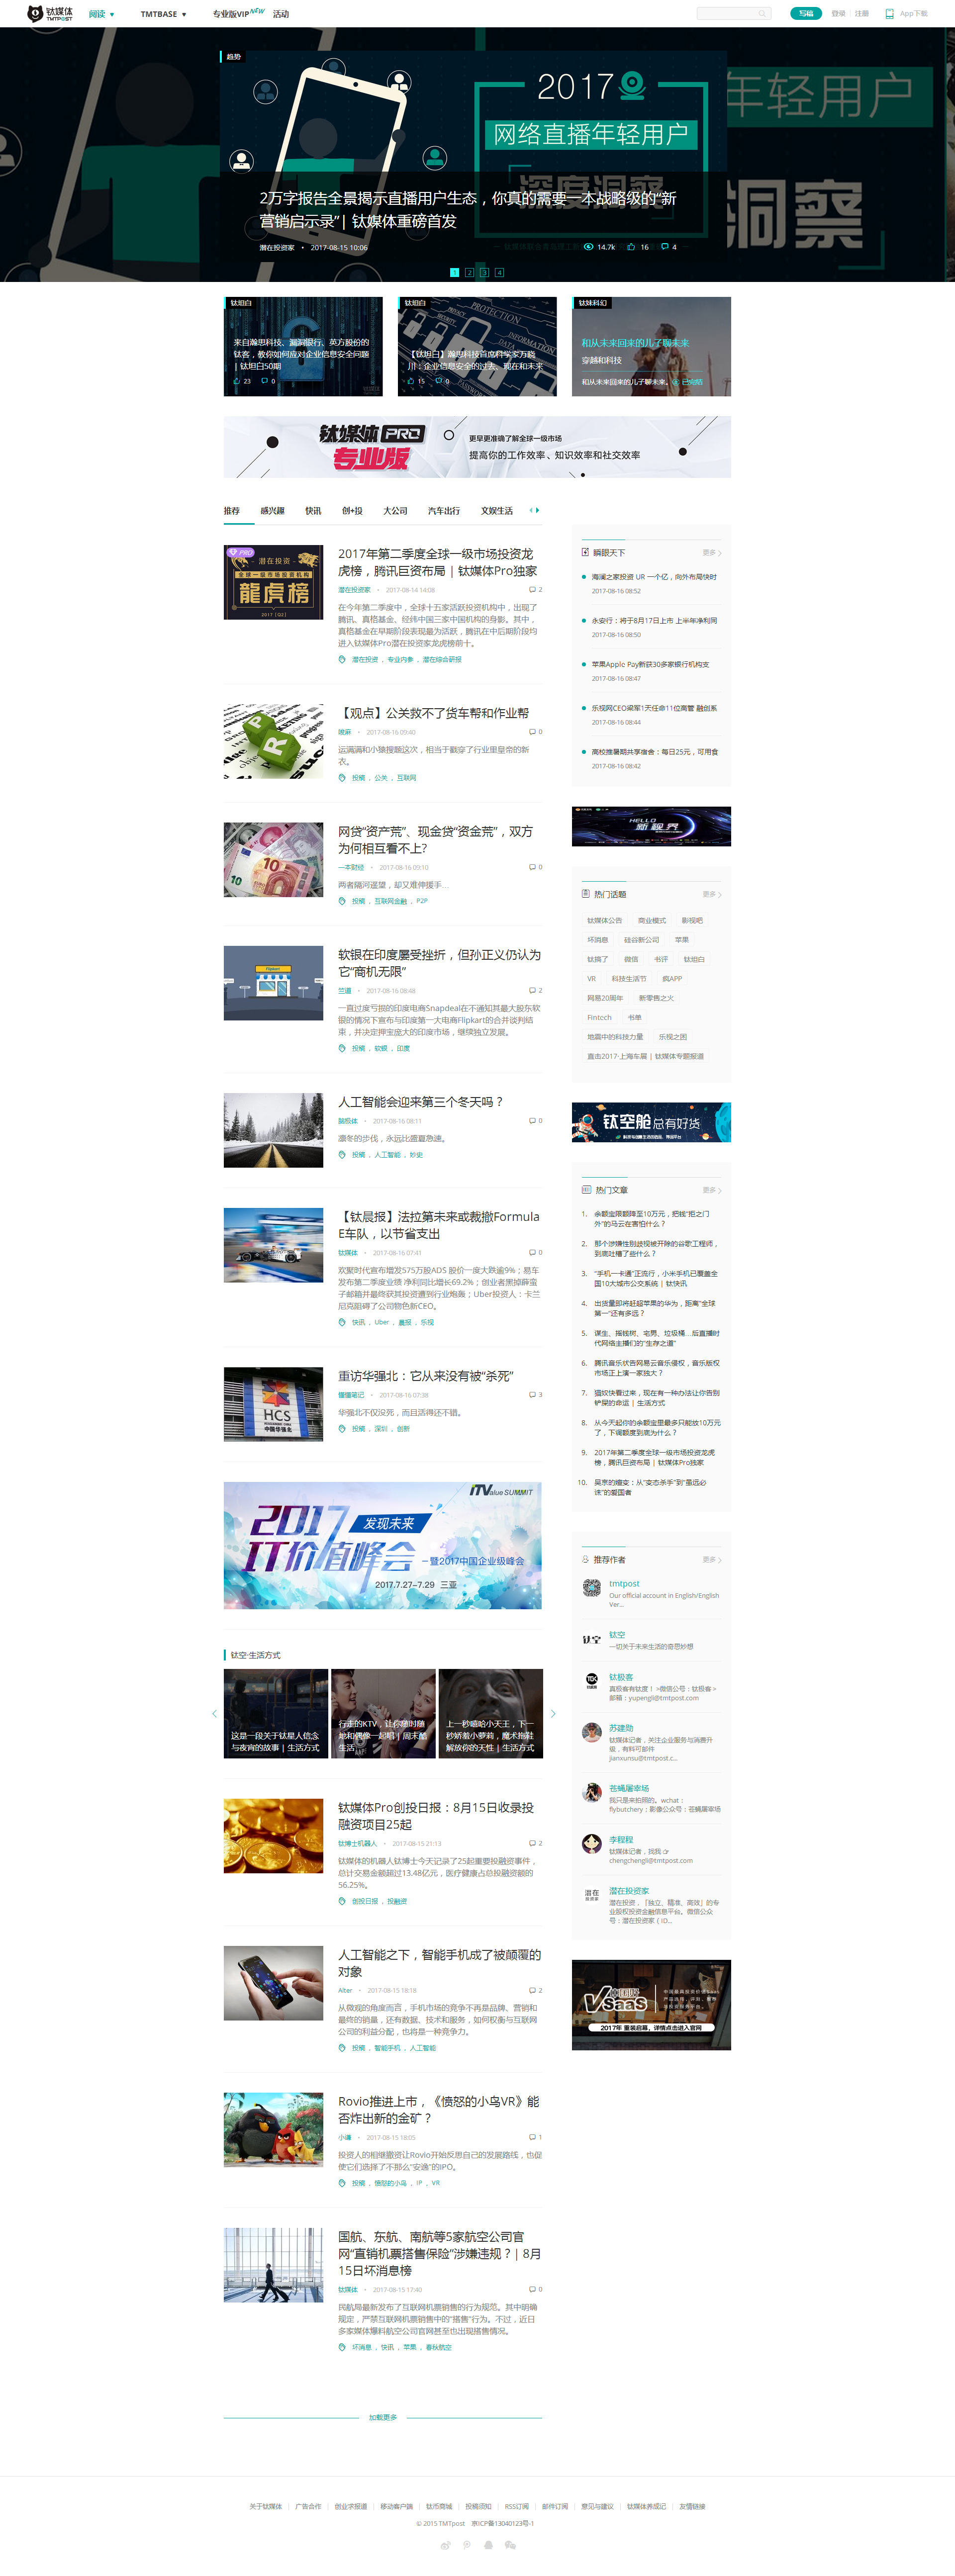 钛媒体
TMTPOST
阅读
TMTBASE
专业版VIP NEW
活动
写稿
登录
注册
App下载
趋势
2017
网络直播年轻用户
深度洞察
2万字报告全景揭示直播用户生态,你真的需要一本战略级的“新
营销启示录”| 钛媒体重磅首发
潜在投资家 • 2017-08-15 10:06
14.7k 16 4
1 2 3 4
钛坦白
来自瀚思科技、漏洞银行、英方股份的
钛客,教你如何应对企业信息安全问题
| 钛坦白50期
23 0
钛坦白
【钛坦白】瀚思科技首席科学家万晓
川:企业信息安全的过去、现在和未来
15 0
钛妹科幻
和从未来回来的儿子聊未来
穿越和科技
和从未来回来的儿子聊未来。
已完结
钛媒体 PRO
专业版
更早更准确了解全球一级市场
提高你的工作效率、知识效率和社交效率
推荐 感兴趣 快讯 创+投 大公司 汽车出行 文娱生活
PRO
潜在投资
全球一级市场投资机构
龍虎榜
2017年第二季度全球一级市场投资龙
虎榜,腾讯巨资布局 | 钛媒体Pro独家
潜在投资家 • 2017-08-14 14:08 2
在今年第二季度中,全球十五家活跃投资机构中,出现了
腾讯、真格基金、经纬中国三家中国机构的身影。其中,
真格基金在早期阶段表现最为活跃,腾讯在中后期阶段均
进入钛媒体Pro潜在投资家龙虎榜前十。
潜在投资,专业内参,潜在综合研报
【观点】公关救不了货车帮和作业帮
2017-08-16 09:40 0
运满满和小猿搜题这次,相当于戳穿了行业里皇帝的新
衣。
投稿,公关,互联网
网贷“资产荒”、现金贷“资金荒”,双方
为何相互看不上?
一本财经 • 2017-08-16 09:10 0
两者隔河遥望,却又难伸援手…
投稿,互联网金融,P2P
软银在印度屡受挫折,但孙正义仍认为
它“商机无限”
竺道 • 2017-08-16 08:48 2
一直过度亏损的印度电商Snapdeal在不通知其最大股东软
银的情况下宣布与印度第一大电商Flipkart的合并谈判结
束,并决定押宝庞大的印度市场,继续独立发展。
投稿,软银,印度
人工智能会迎来第三个冬天吗?
脑极体 • 2017-08-16 08:11 0
凛冬的步伐,永远比盛夏急速。
投稿,人工智能,妙史
【钛晨报】法拉第未来或裁撤Formula
E车队,以节省支出
钛媒体 • 2017-08-16 07:41 0
欢聚时代宣布增发575万股ADS 股价一度大跌逾9%;易车
发布第二季度业绩 净利同比增长69.2%;创业者黑掉薛蛮
子邮箱并最终获其投资遭到行业炮轰;Uber投资人:卡兰
尼克阻碍了公司物色新CEO。
快讯,Uber,晨报,乐视
HCS
中国华强北
重访华强北:它从来没有被“杀死”
懂懂笔记 • 2017-08-16 07:38 3
华强北不仅没死,而且活得还不错。
投稿,深圳,创新
ITValue SUMMIT
2017 发现未来
IT价值峰会
－暨2017中国企业级峰会
2017.7.27–7.29 三亚
钛空·生活方式
这是一段关于钛星人信念
与夜宵的故事 | 生活方式
行走的KTV,让你随时随
地和偶像一起唱 | 周末酷
生活
上一秒嘻哈小天王,下一
秒娇羞小萝莉,魔术拖鞋
解放你的天性 | 生活方式
钛媒体Pro创投日报:8月15日收录投
融资项目25起
钛博士机器人 • 2017-08-15 21:13 2
钛媒体的机器人钛博士今天记录了25起重要投融资事件,
总计交易金额超过13.48亿元,医疗健康占总投融资额的
56.25%。
创投日报,投融资
人工智能之下,智能手机成了被颠覆的
对象
Alter • 2017-08-15 18:18 2
从微观的角度而言,手机市场的竞争不再是品牌、营销和
最终的销量,还有数据、技术和服务,如何权衡与互联网
公司的利益分配,也将是一种竞争力。
投稿,智能手机,人工智能
Rovio推进上市,《愤怒的小鸟VR》能
否炸出新的金矿?
小谦 • 2017-08-15 18:05 1
投资人的相继撤资让Rovio开始反思自己的发展路线,也促
使它们选择了不那么“安逸”的IPO。
投稿,愤怒的小鸟,IP,VR
国航、东航、南航等5家航空公司官
网“直销机票搭售保险”涉嫌违规?| 8月
15日坏消息榜
钛媒体 • 2017-08-15 17:40 0
民航局最新发布了互联网机票销售的行为规范。其中明确
规定,严禁互联网机票销售中的“搭售”行为。不过,近日
多家媒体爆料航空公司官网甚至也出现搭售情况。
坏消息,快讯,苹果,春秋航空
加载更多
瞬眼天下 更多
海澜之家投资 UR 一个亿,向外布局快时
2017-08-16 08:52
永安行:将于8月17日上市 上半年净利同
2017-08-16 08:50
苹果Apple Pay新获30多家银行机构支
2017-08-16 08:47
乐视网CEO梁军1天任命11位高管 融创系
2017-08-16 08:44
高校推暑期共享宿舍:每日25元,可用食
2017-08-16 08:42
HELLO
新视界
热门话题 更多
钛媒体公告 商业模式 影视吧
坏消息 硅谷新公司 苹果
钛搞了 微信 书评 钛坦白
VR 科技生活节 疯APP
网易20周年 新零售之火
Fintech 书单
地震中的科技力量 乐视之困
直击2017·上海车展 | 钛媒体专题报道
钛空舱 总有好货
热门文章 更多
1. 余额宝限额降至10万元,把钱“拒之门
外”的马云在害怕什么?
2. 那个涉嫌性别歧视被开除的谷歌工程师,
到底吐槽了些什么?
3. “手机一卡通”正流行,小米手机已覆盖全
国10大城市公交系统 | 钛快讯
4. 出货量即将赶超苹果的华为,距离“全球
第一”还有多远?
5. 谋生、摇钱树、宅男、垃圾桶…后直播时
代网络主播们的“生存之道”
6. 腾讯音乐状告网易云音乐侵权,音乐版权
市场正上演一家独大?
7. 猫奴快看过来,现在有一种办法让你告别
铲屎的命运 | 生活方式
8. 从今天起你的余额宝里最多只能放10万元
了,下调额度到底为什么?
9. 2017年第二季度全球一级市场投资龙虎
榜,腾讯巨资布局 | 钛媒体Pro独家
10. 吴京的嬗变:从“变态杀手”到“虽远必
诛”的爱国者
推荐作者 更多
tmtpost
Our official account in English/English
Ver...
钛空
一切关于未来生活的奇思妙想
钛极客
真极客有钛度! >微信公号:钛极客 >
邮箱:yupengli@tmtpost.com
苏建勋
钛媒体记者,关注企业服务与消费升
级,有料可邮件
jianxunsu@tmtpost.c...
苍蝇屠宰场
我只是来拍照的。wchat:
flybutchery:影像公众号:苍蝇屠宰场
李程程
钛媒体记者,找我
chengchengli@tmtpost.com
潜在投资家
潜在投资,「独立、精准、高效」的专
业股权投资金融信息平台。微信公众
号:潜在投资家 ( ID...
VSaaS
2017年 重装启幕,详情点击进入官网
关于钛媒体 | 广告合作 | 创业求报道 | 移动客户端 | 钛币商城 | 投稿须知 | RSS订阅 | 邮件订阅 | 意见与建议 | 钛媒体养成记 | 友情链接
© 2015 TMTpost 京ICP备13040123号-1